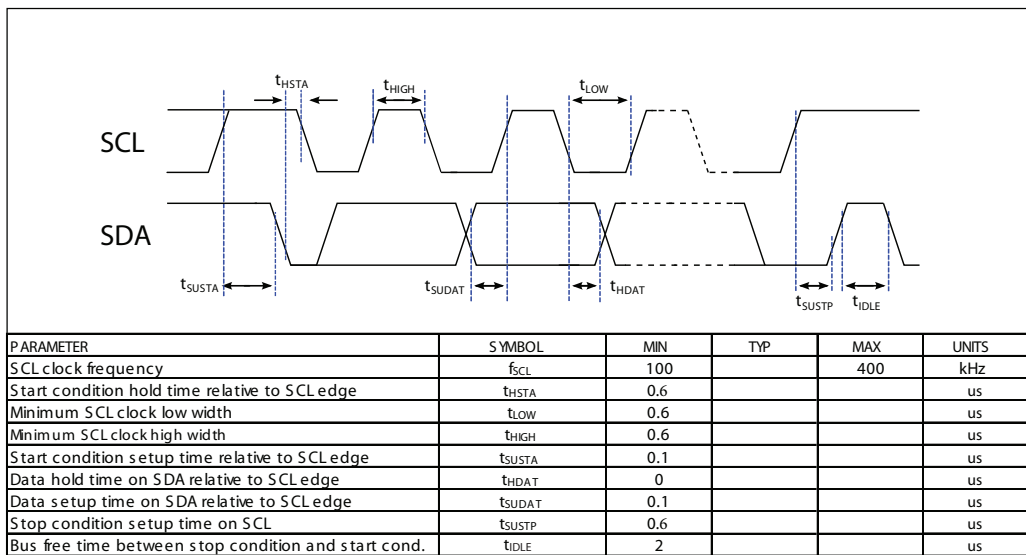 tHSTA
tHIGH
tLOW
SCL
SDA
tSUSTA
tSUDAT
tHDAT
tSUSTP
tIDLE
PARAMETER SYMBOL MIN TYP MAX UNITS
SCL clock frequency fSCL 100 400 kHz
Start condition hold time relative to SCL edge tHSTA 0.6 us
Minimum SCL clock low width tLOW 0.6 us
Minimum SCL clock high width tHIGH 0.6 us
Start condition setup time relative to SCL edge tSUSTA 0.1 us
Data hold time on SDA relative to SCL edge tHDAT 0 us
Data setup time on SDA relative to SCL edge tSUDAT 0.1 us
Stop condition setup time on SCL tSUSTP 0.6 us
Bus free time between stop condition and start cond. tIDLE 2 us